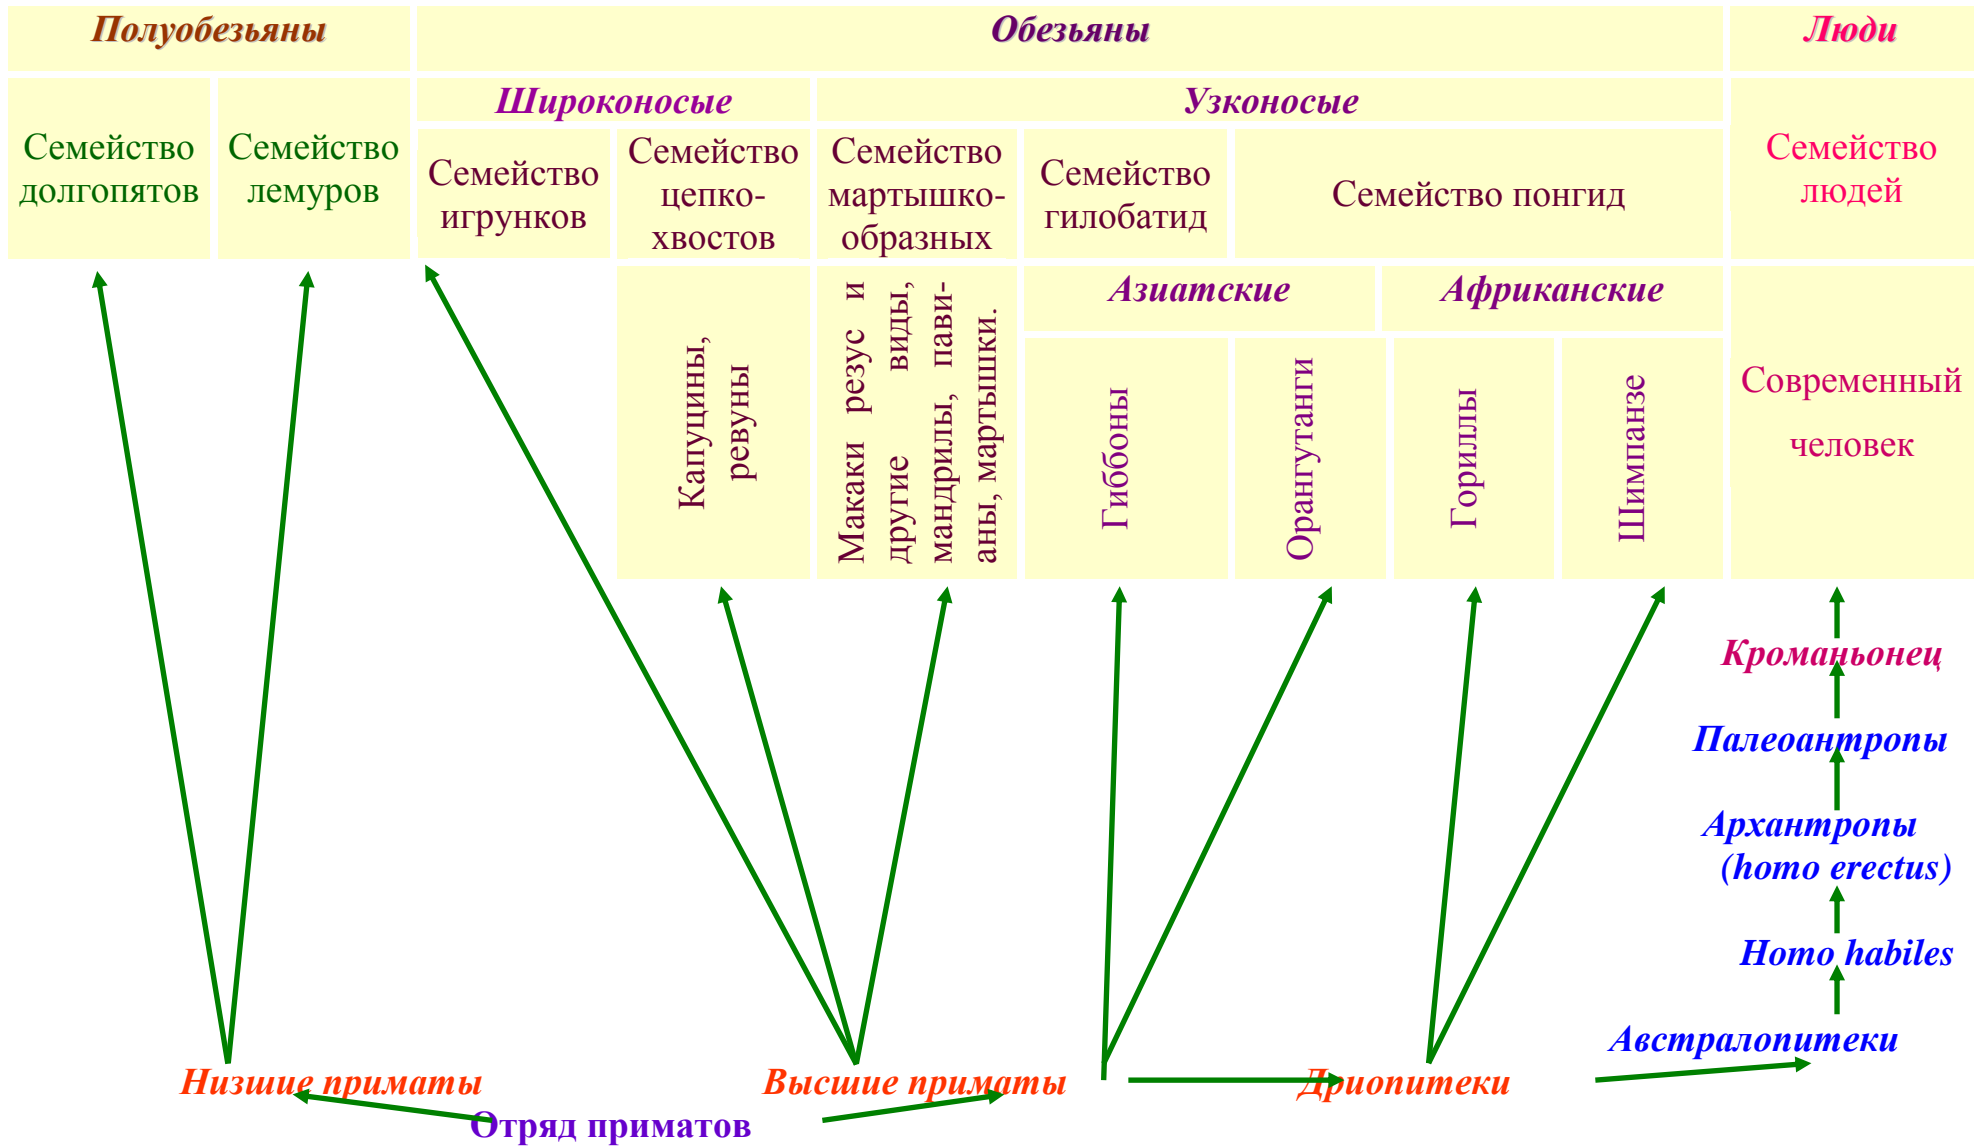 Полуобезьяны
Обезьяны
Люди
Семейство
долгопятов
Семейство
лемуров
Широконосые
Узконосые
Семейство
людей
Семейство
игрунков
Семейство
цепко-
хвостов
Семейство
мартышко-
образных
Семейство
гилобатид
Семейство понгид
Капуцины,
ревуны
Макаки резус и
другие виды,
мандрилы, пави-
аны, мартышки.
Азиатские
Африканские
Гиббоны
Орангутанги
Гориллы
Шимпанзе
Современный
человек
Кроманьонец
Палеоантропы
Архантропы
(homo erectus)
Homo habiles
Австралопитеки
Низшие приматы
Высшие приматы
Дриопитеки
Отряд приматов